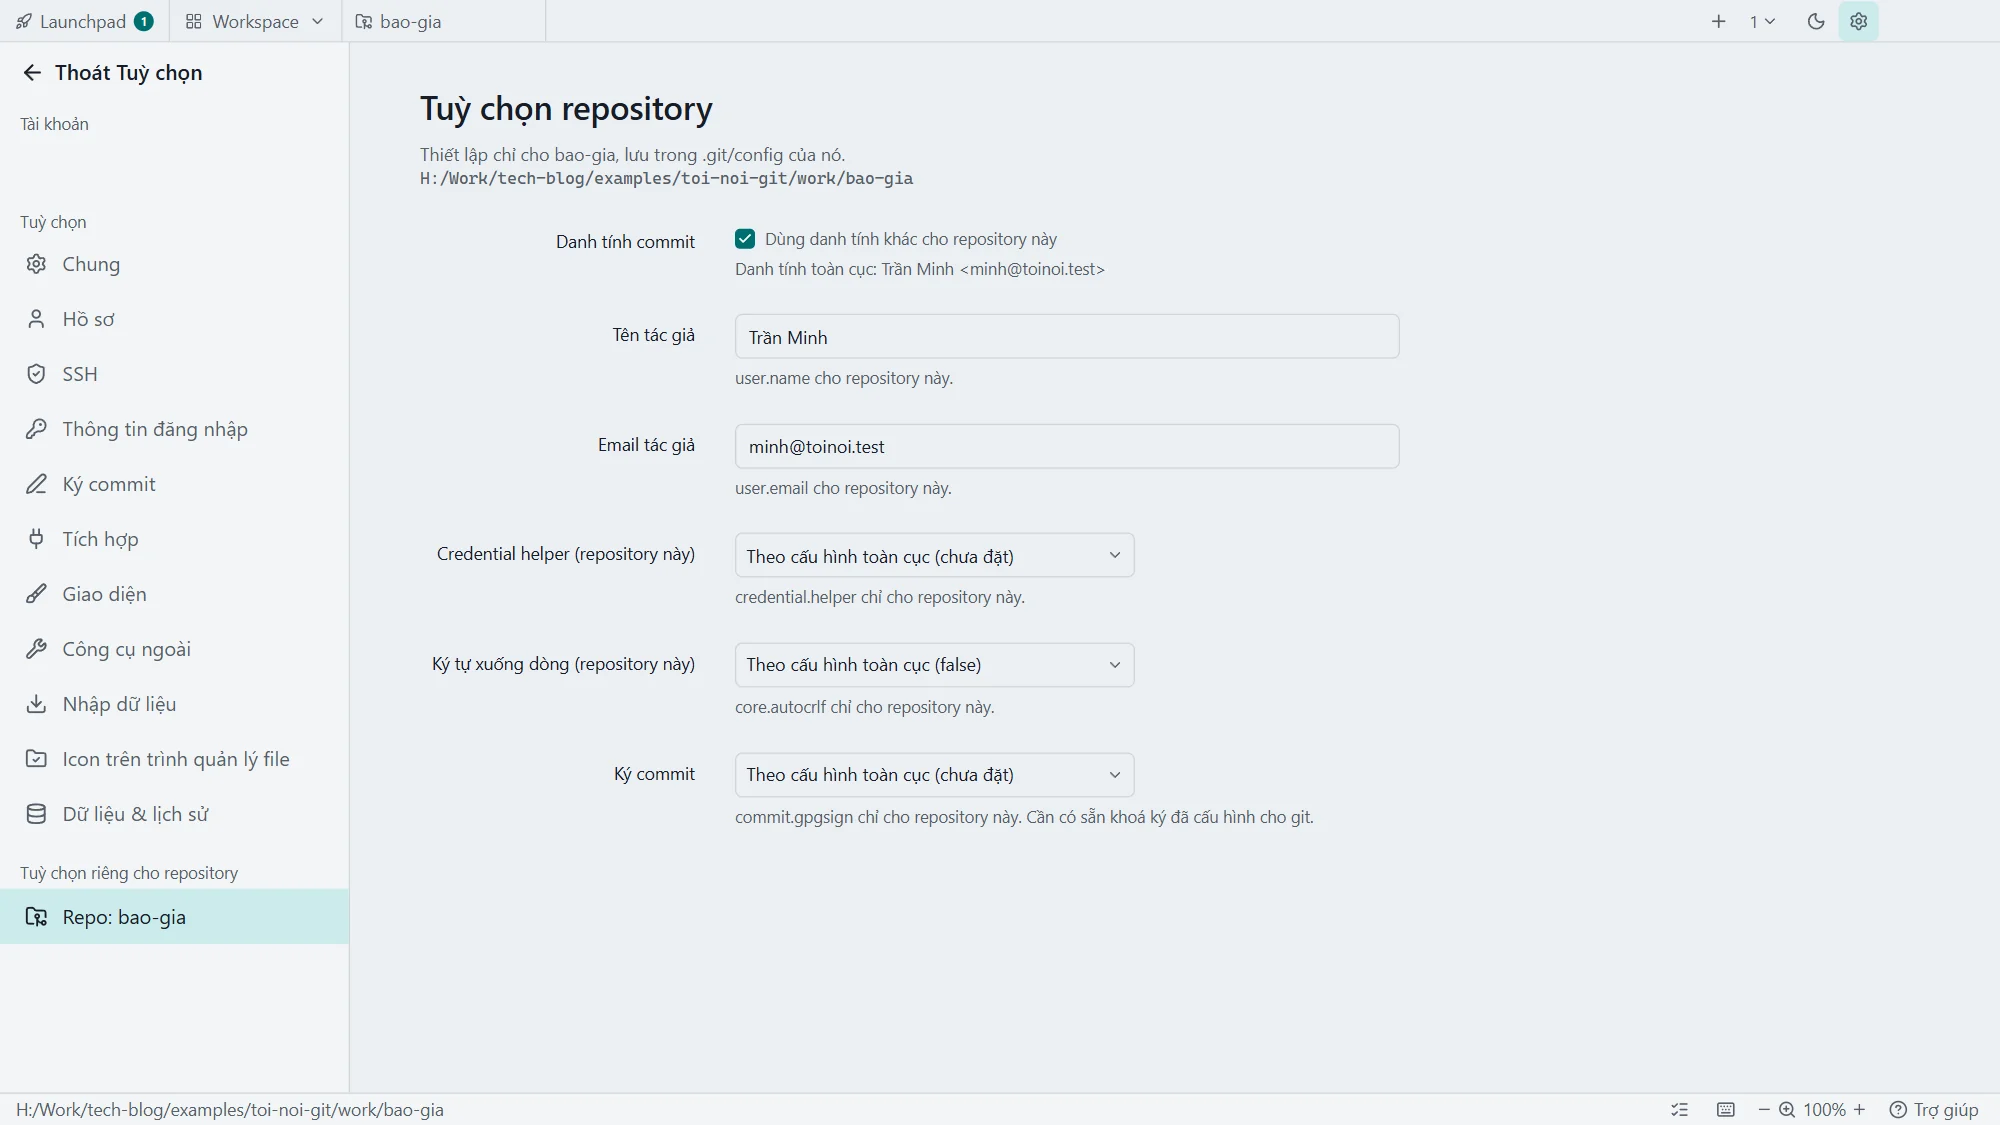 Launchpad 1 Workspace bao-gia 1
Thoát Tuỳ chọn
Tài khoản
Tuỳ chọn
Chung
Hồ sơ
SSH
Thông tin đăng nhập
Ký commit
Tích hợp
Giao diện
Công cụ ngoài
Nhập dữ liệu
Icon trên trình quản lý file
Dữ liệu & lịch sử
Tuỳ chọn riêng cho repository
Repo: bao-gia
Tuỳ chọn repository
Thiết lập chỉ cho bao-gia, lưu trong .git/config của nó.
H:/Work/tech-blog/examples/toi-noi-git/work/bao-gia
Danh tính commit Dùng danh tính khác cho repository này
Danh tính toàn cục: Trần Minh <minh@toinoi.test>
Tên tác giả Trần Minh
user.name cho repository này.
Email tác giả minh@toinoi.test
user.email cho repository này.
Credential helper (repository này) Theo cấu hình toàn cục (chưa đặt)
credential.helper chỉ cho repository này.
Ký tự xuống dòng (repository này) Theo cấu hình toàn cục (false)
core.autocrlf chỉ cho repository này.
Ký commit Theo cấu hình toàn cục (chưa đặt)
commit.gpgsign chỉ cho repository này. Cần có sẵn khoá ký đã cấu hình cho git.
H:/Work/tech-blog/examples/toi-noi-git/work/bao-gia 100% Trợ giúp